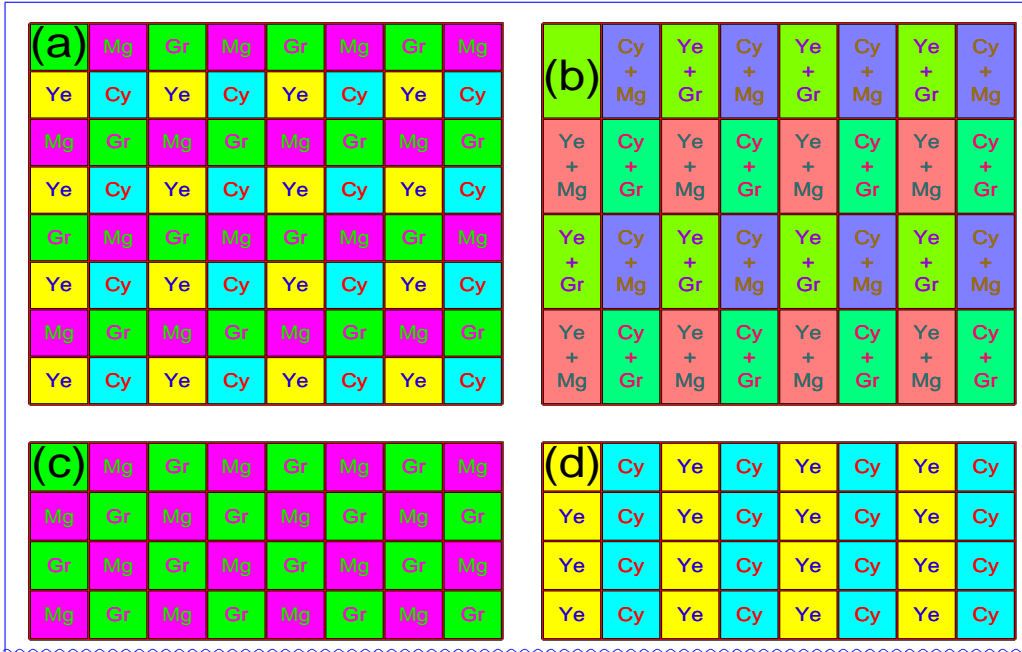 (a) Mg Gr Mg Gr Mg Gr Mg
Ye Cy Ye Cy Ye Cy Ye Cy
Mg Gr Mg Gr Mg Gr Mg Gr
Ye Cy Ye Cy Ye Cy Ye Cy
Gr Mg Gr Mg Gr Mg Gr Mg
Ye Cy Ye Cy Ye Cy Ye Cy
Mg Gr Mg Gr Mg Gr Mg Gr
Ye Cy Ye Cy Ye Cy Ye Cy
(b) Cy Ye Cy Ye Cy Ye Cy
+ + + + + + +
Mg Gr Mg Gr Mg Gr Mg
Ye Cy Ye Cy Ye Cy Ye Cy
+ + + + + + + +
Mg Gr Mg Gr Mg Gr Mg Gr
Ye Cy Ye Cy Ye Cy Ye Cy
+ + + + + + + +
Gr Mg Gr Mg Gr Mg Gr Mg
Ye Cy Ye Cy Ye Cy Ye Cy
+ + + + + + + +
Mg Gr Mg Gr Mg Gr Mg Gr
(c) Mg Gr Mg Gr Mg Gr Mg
Mg Gr Mg Gr Mg Gr Mg Gr
Gr Mg Gr Mg Gr Mg Gr Mg
Mg Gr Mg Gr Mg Gr Mg Gr
(d) Cy Ye Cy Ye Cy Ye Cy
Ye Cy Ye Cy Ye Cy Ye Cy
Ye Cy Ye Cy Ye Cy Ye Cy
Ye Cy Ye Cy Ye Cy Ye Cy